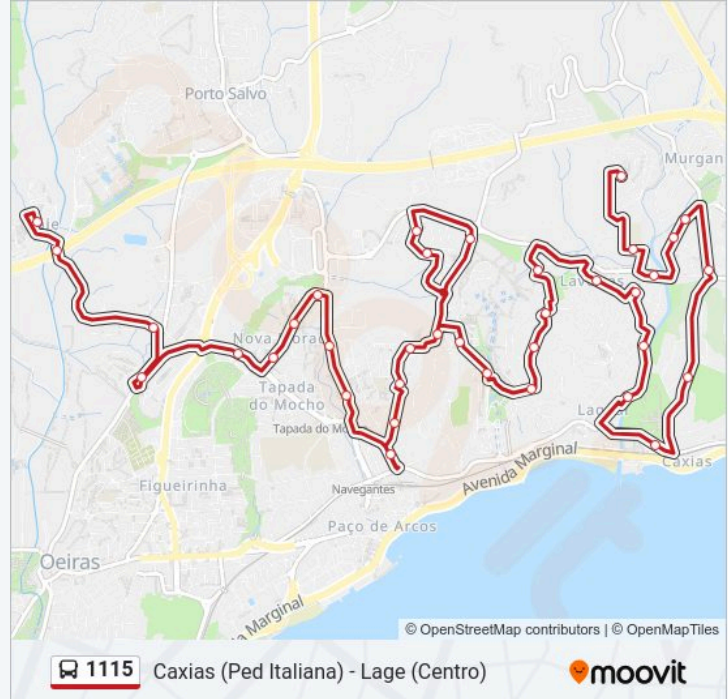 Porto Salvo
Murgan
Nova
Tapada
do Mocho
Tapada do Mo
Avenida Marginal
Caxias
Navegantes
Figueirinha
Paço de Arcos
Oeiras
Marginal
© OpenStreetMap contributors | © OpenMapTiles
1115 Caxias (Ped Italiana) - Lage (Centro) moovit